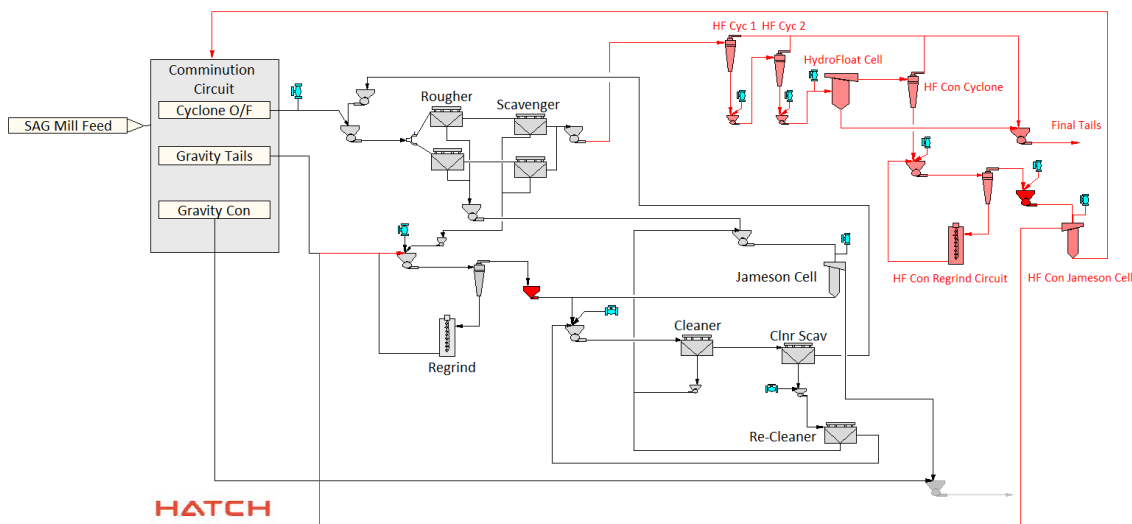 HF Cyc 1 HF Cyc 2
HydroFloat Cell
Comminution
Circuit
Cyclone O/F
SAG Mill Feed
Gravity Tails
Gravity Con
Rougher
Scavenger
HF Con Cyclone
Final Tails
HF Con Regrind Circuit
HF Con Jameson Cell
Jameson Cell
Regrind
Cleaner
Clnr Scav
Re-Cleaner
HATCH